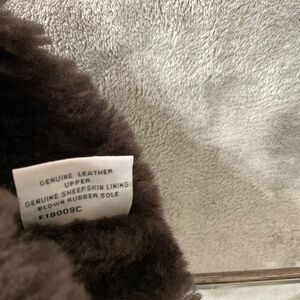 GENUINE LEATHER
UPPER
GENUINE SHEEPSKIN LINING
BLOWN RUBBER SOLE
F19009C